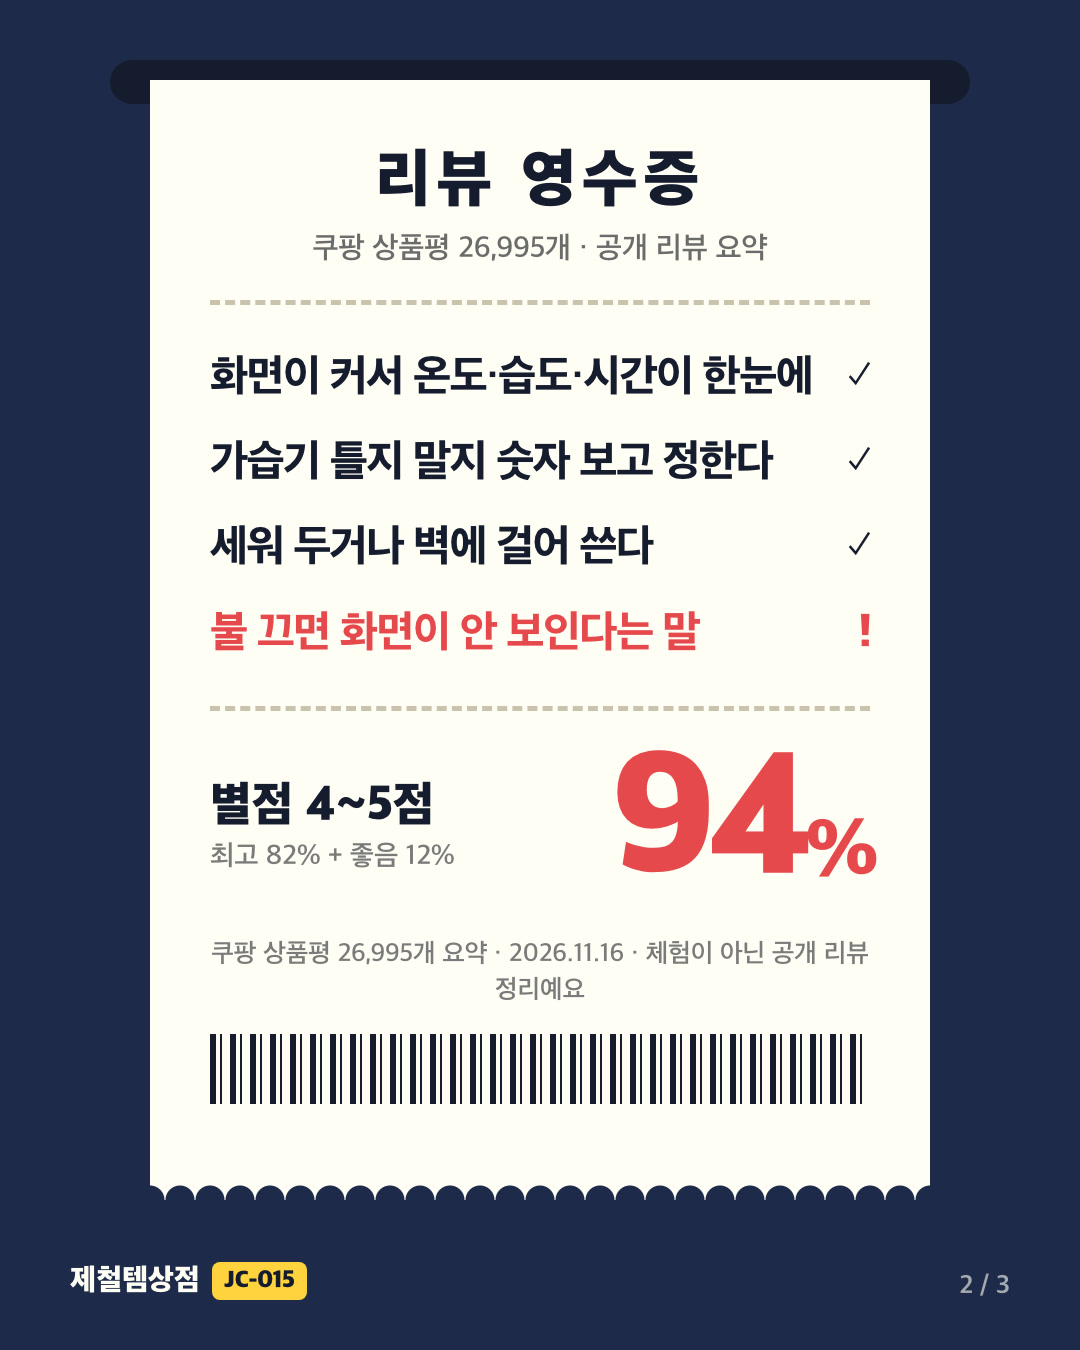 리뷰 영수증
쿠팡 상품평 26,995개 · 공개 리뷰 요약
화면이 커서 온도·습도·시간이 한눈에 ✓
가습기 틀지 말지 숫자 보고 정한다 ✓
세워 두거나 벽에 걸어 쓴다 ✓
불 끄면 화면이 안 보인다는 말 !
별점 4~5점
최고 82% + 좋음 12%
94%
쿠팡 상품평 26,995개 요약 · 2026.11.16 · 체험이 아닌 공개 리뷰
정리예요
제철템상점 JC-015
2 / 3